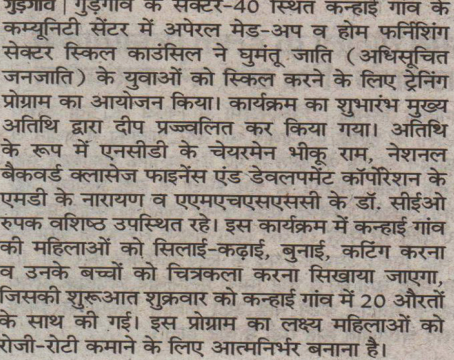 गुड़गांव | गुड़गांव के सेक्टर-40 स्थित कन्हाई गांव के
कम्यूनिटी सेंटर में अपेरल मेड-अप व होम फर्निशिंग
सेक्टर स्किल काउंसिल ने घुमंतू जाति (अधिसूचित
जनजाति) के युवाओं को स्किल करने के लिए ट्रेनिंग
प्रोग्राम का आयोजन किया। कार्यक्रम का शुभारंभ मुख्य
अतिथि द्वारा दीप प्रज्ज्वलित कर किया गया। अतिथि
के रूप में एनसीडी के चेयरमेन भीकू राम, नेशनल
बैकवर्ड क्लासेज फाइनेंस एंड डेवलपमेंट कॉर्पोरेशन के
एमडी के नारायण व एएमएचएसएससी के डॉ. सीईओ
रुपक वशिष्ठ उपस्थित रहे। इस कार्यक्रम में कन्हाई गांव
की महिलाओं को सिलाई-कढ़ाई, बुनाई, कटिंग करना
व उनके बच्चों को चित्रकला करना सिखाया जाएगा,
जिसकी शुरूआत शुक्रवार को कन्हाई गांव में 20 औरतों
के साथ की गई। इस प्रोग्राम का लक्ष्य महिलाओं को
रोजी-रोटी कमाने के लिए आत्मनिर्भर बनाना है।